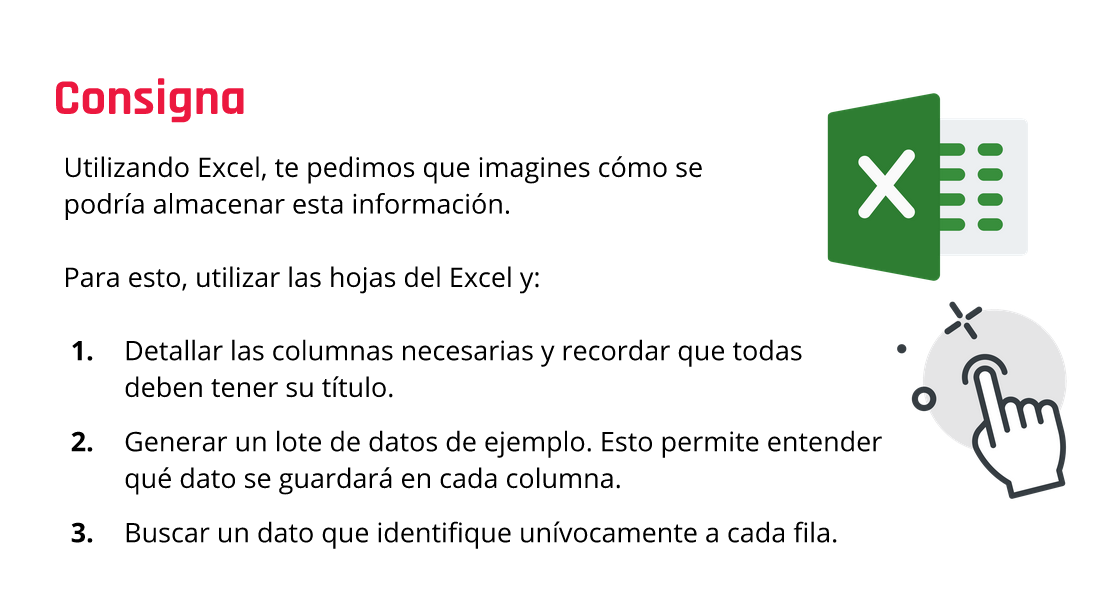 Consigna
Utilizando Excel, te pedimos que imagines cómo se
podría almacenar esta información.
Para esto, utilizar las hojas del Excel y:
1. Detallar las columnas necesarias y recordar que todas
deben tener su título.
2. Generar un lote de datos de ejemplo. Esto permite entender
qué dato se guardará en cada columna.
3. Buscar un dato que identifique unívocamente a cada fila.
X